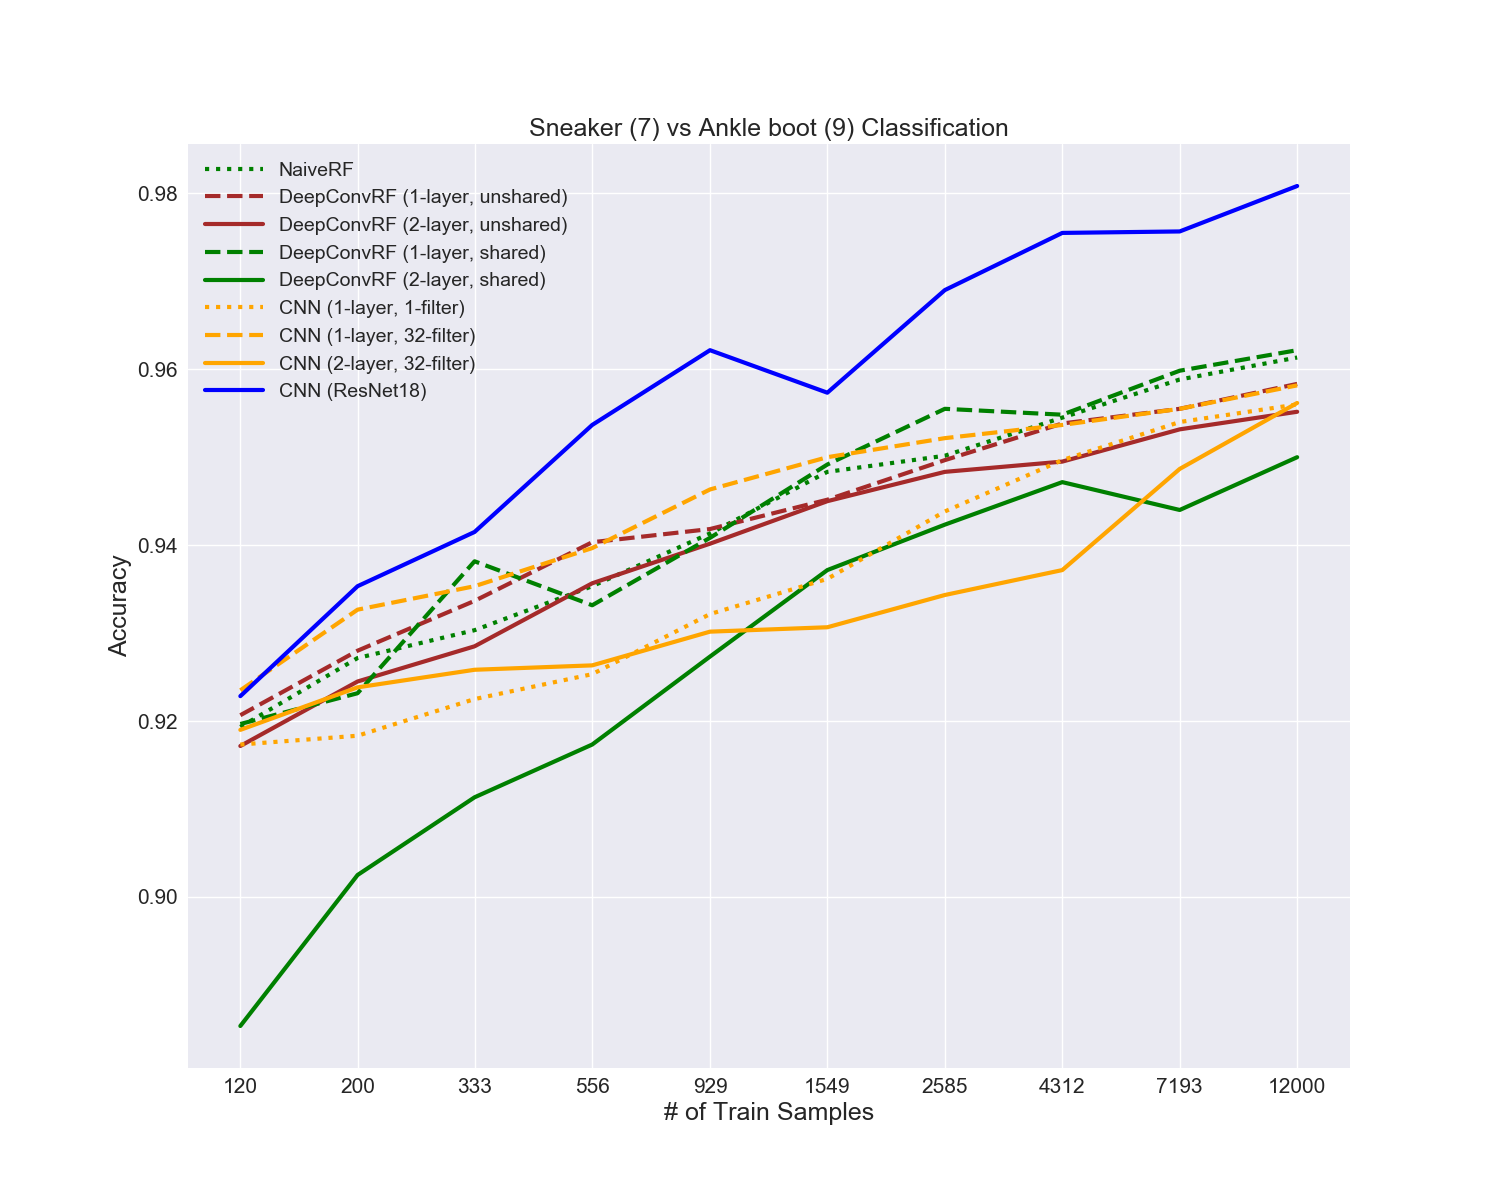 Sneaker (7) vs Ankle boot (9) Classification
NaiveRF
DeepConvRF (1-layer, unshared)
DeepConvRF (2-layer, unshared)
DeepConvRF (1-layer, shared)
DeepConvRF (2-layer, shared)
CNN (1-layer, 1-filter)
CNN (1-layer, 32-filter)
CNN (2-layer, 32-filter)
CNN (ResNet18)
0.98
0.96
0.94
0.92
0.90
Accuracy
120 200 333 556 929 1549 2585 4312 7193 12000
# of Train Samples